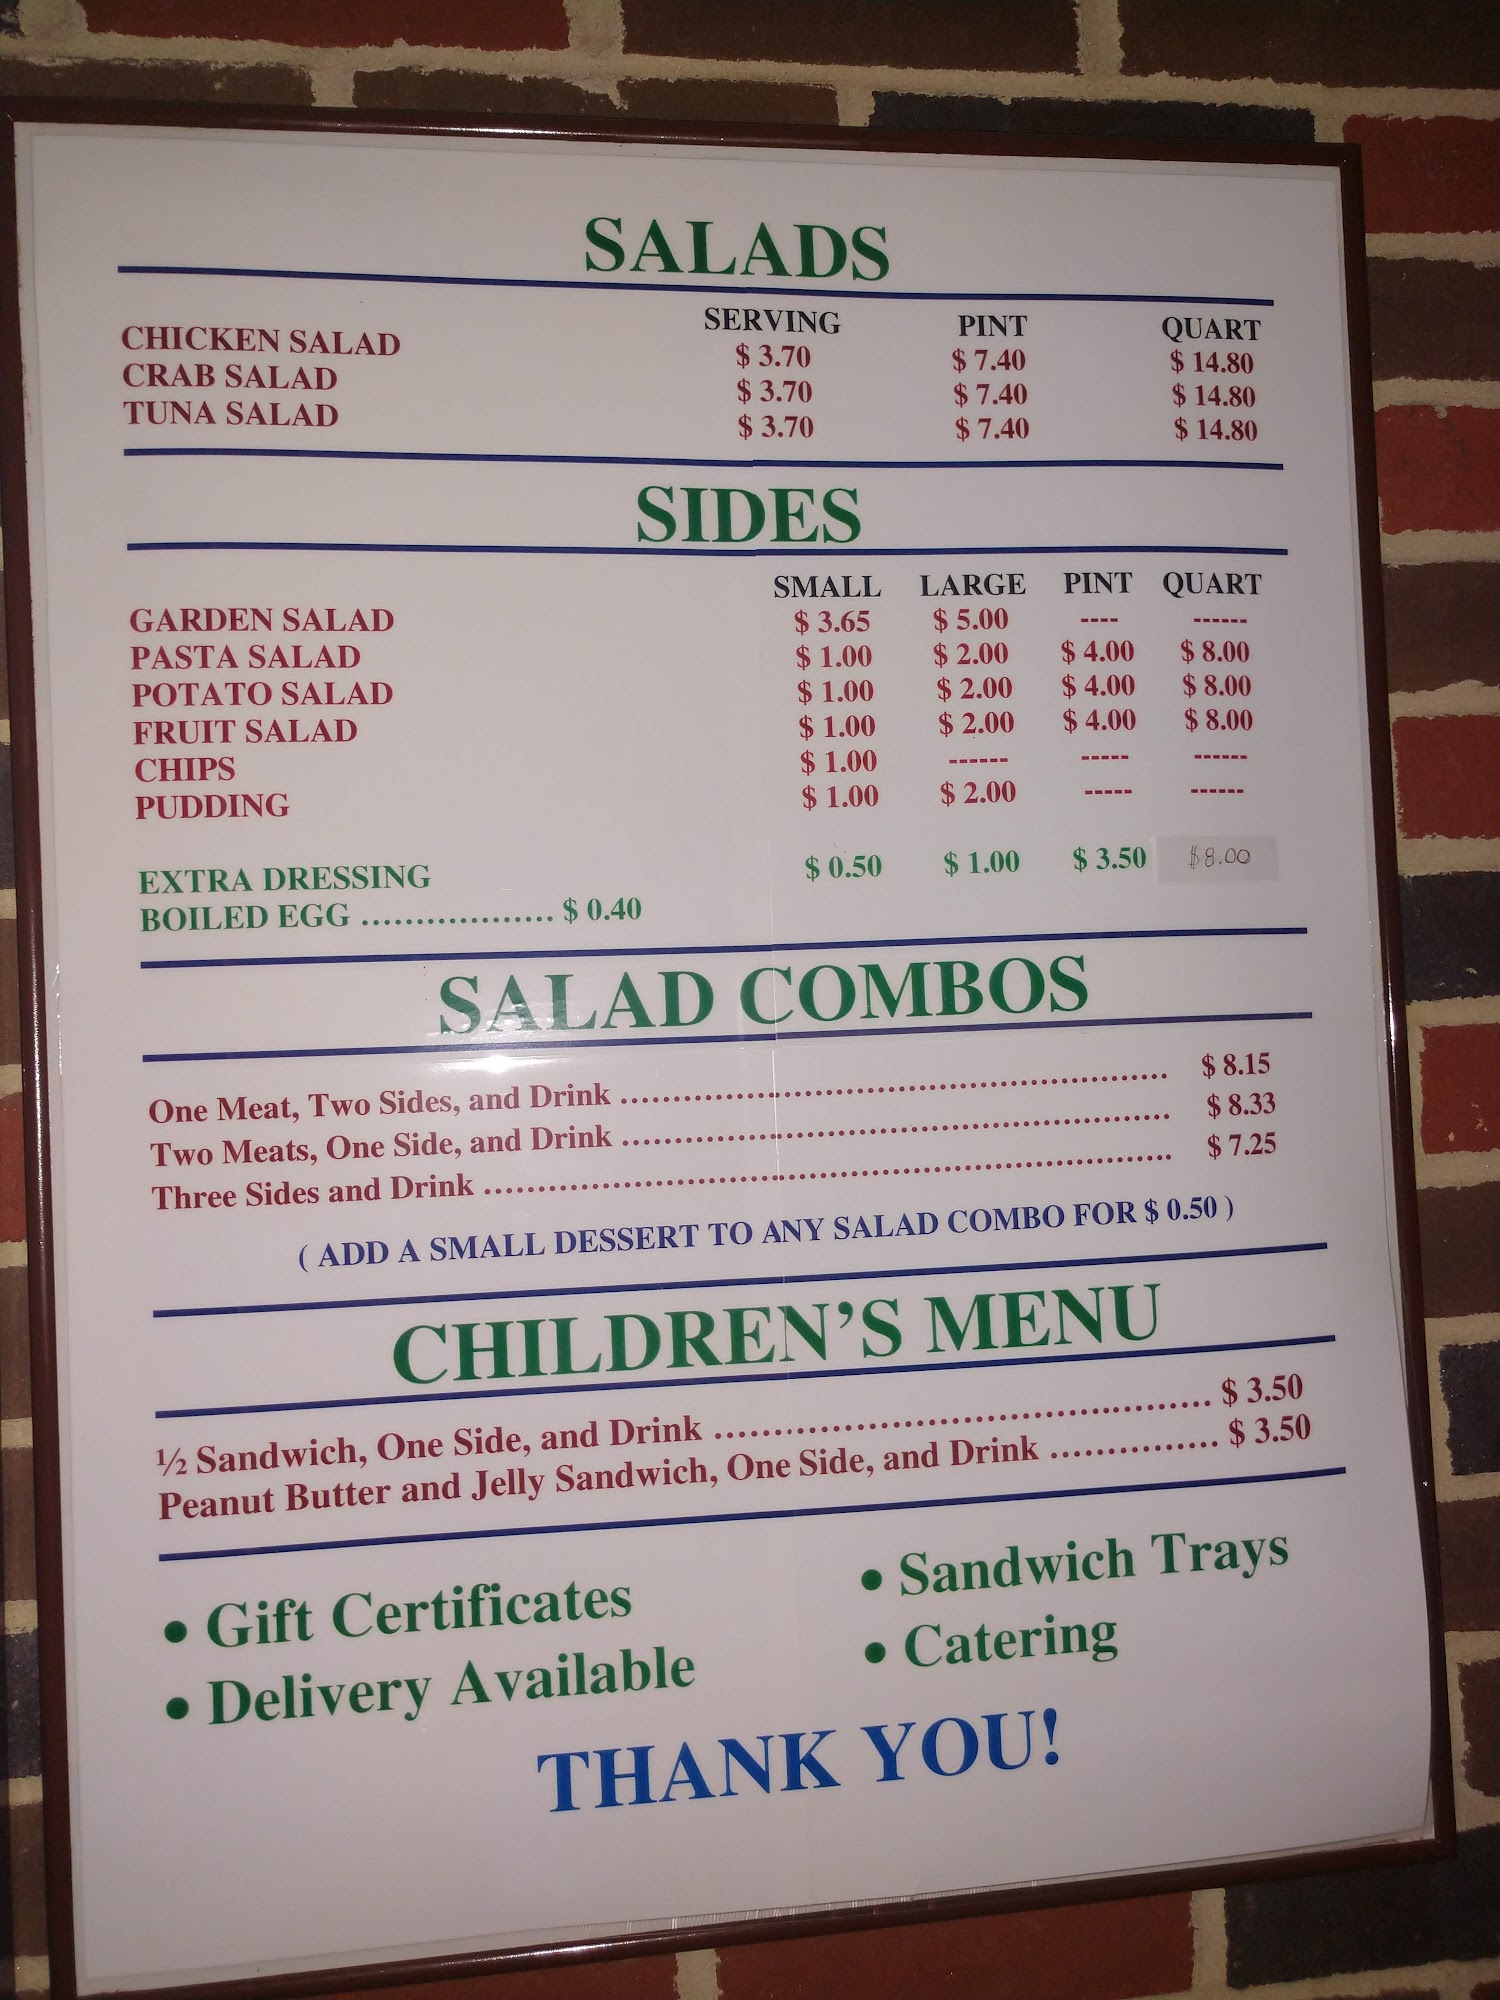 SALADS
SERVING PINT QUART
CHICKEN SALAD $ 3.70 $ 7.40 $ 14.80
CRAB SALAD $ 3.70 $ 7.40 $ 14.80
TUNA SALAD $ 3.70 $ 7.40 $ 14.80
SIDES
SMALL LARGE PINT QUART
GARDEN SALAD $ 3.65 $ 5.00 ---- ------
PASTA SALAD $ 1.00 $ 2.00 $ 4.00 $ 8.00
POTATO SALAD $ 1.00 $ 2.00 $ 4.00 $ 8.00
FRUIT SALAD $ 1.00 $ 2.00 $ 4.00 $ 8.00
CHIPS $ 1.00 ------ ----- ------
PUDDING $ 1.00 $ 2.00 ----- ------
EXTRA DRESSING $ 0.50 $ 1.00 $ 3.50 $8.00
BOILED EGG .................. $ 0.40
SALAD COMBOS
One Meat, Two Sides, and Drink .................................................... $ 8.15
Two Meats, One Side, and Drink .................................................... $ 8.33
Three Sides and Drink ................................................................. $ 7.25
( ADD A SMALL DESSERT TO ANY SALAD COMBO FOR $ 0.50 )
CHILDREN'S MENU
½ Sandwich, One Side, and Drink ............................................ $ 3.50
Peanut Butter and Jelly Sandwich, One Side, and Drink ................ $ 3.50
• Gift Certificates • Sandwich Trays
• Delivery Available • Catering
THANK YOU!